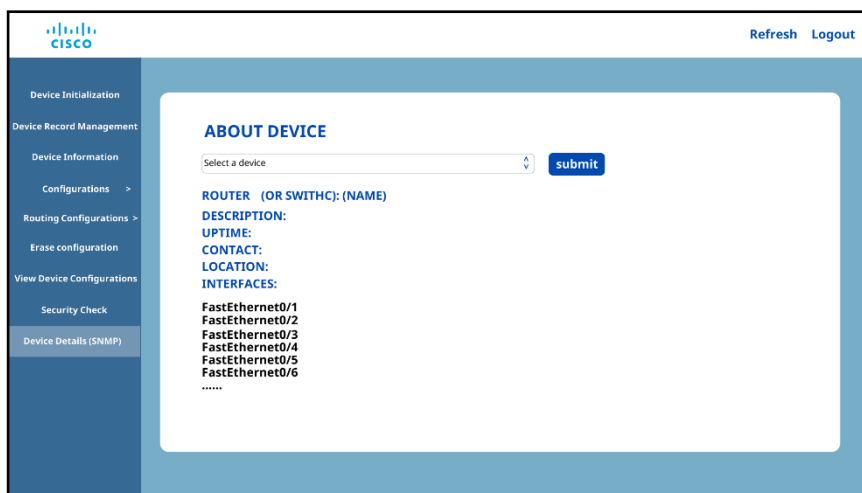 CISCO
Refresh Logout
Device Initialization
Device Record Management
Device Information
Configurations >
Routing Configurations >
Erase configuration
View Device Configurations
Security Check
Device Details (SNMP)
ABOUT DEVICE
Select a device
submit
ROUTER (OR SWITHC): (NAME)
DESCRIPTION:
UPTIME:
CONTACT:
LOCATION:
INTERFACES:
FastEthernet0/1
FastEthernet0/2
FastEthernet0/3
FastEthernet0/4
FastEthernet0/5
FastEthernet0/6
......